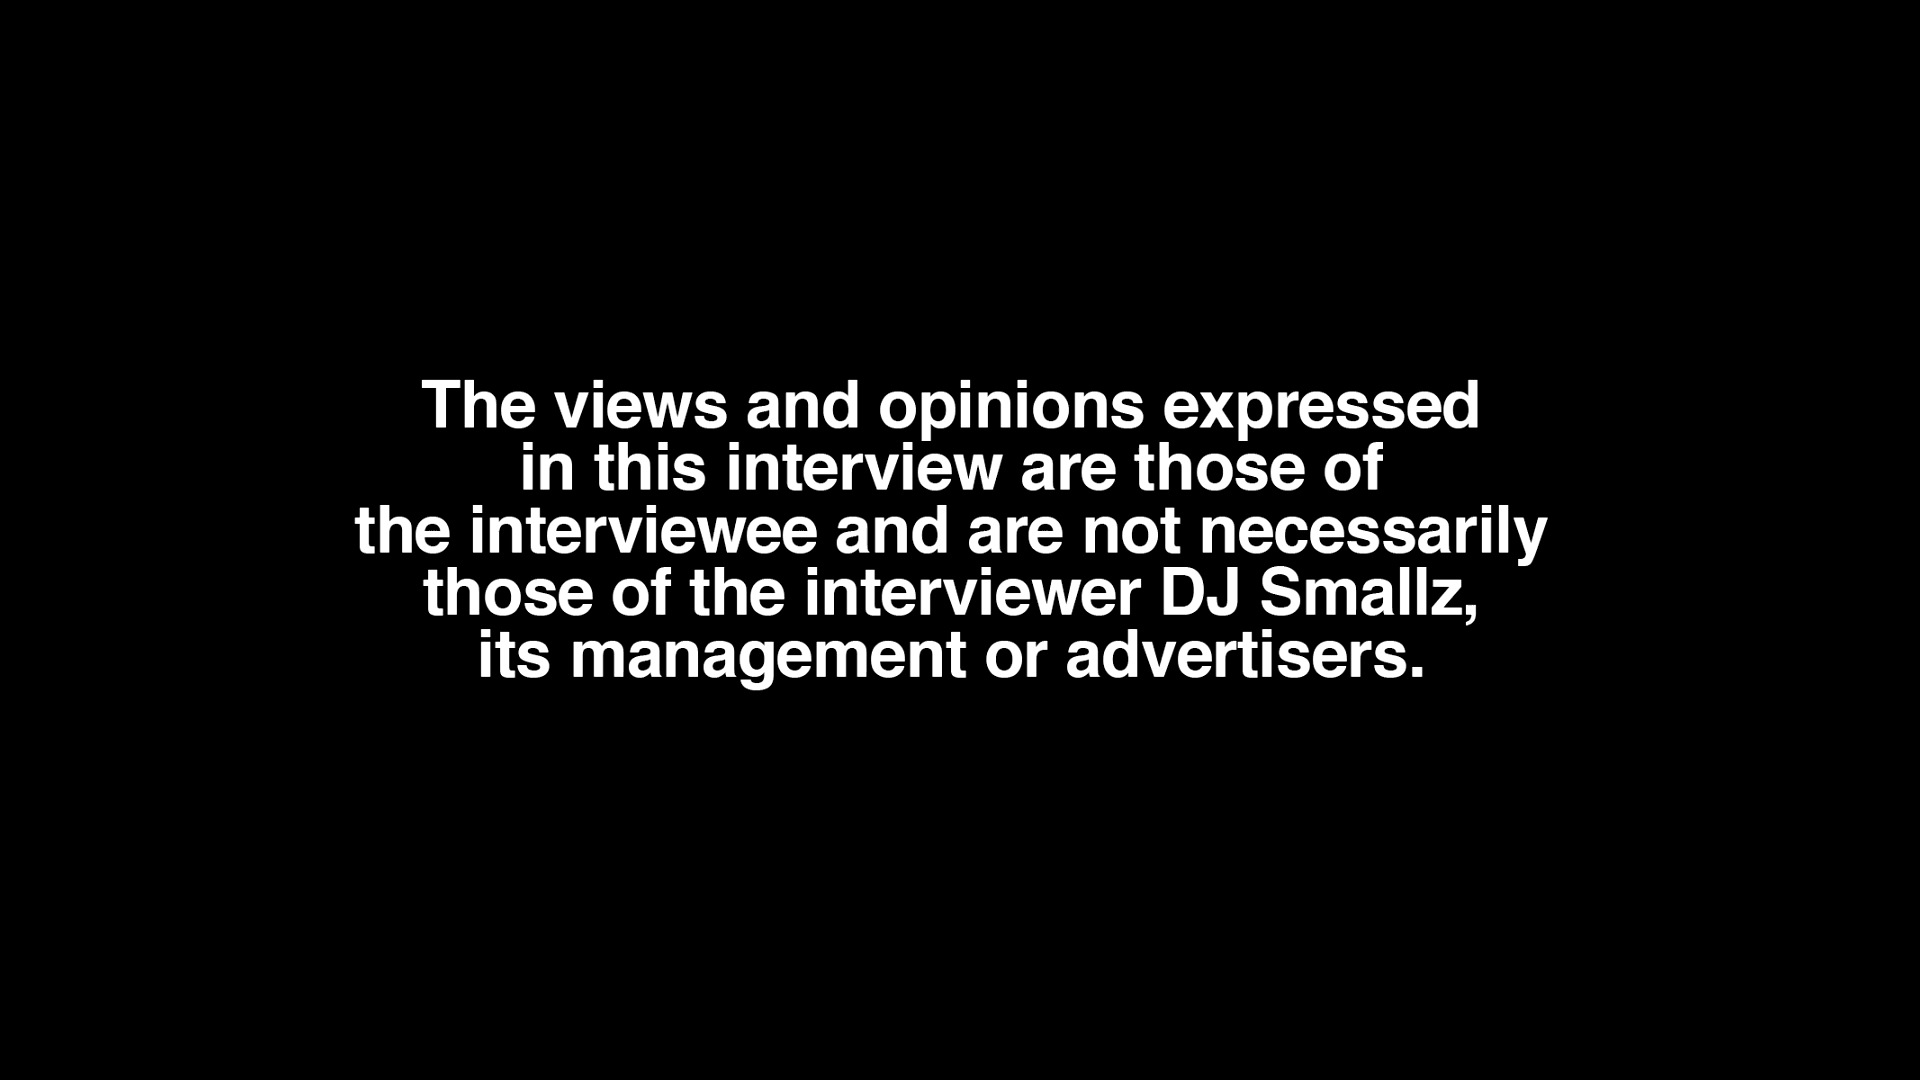 The views and opinions expressed
in this interview are those of
the interviewee and are not necessarily
those of the interviewer DJ Smallz,
its management or advertisers.